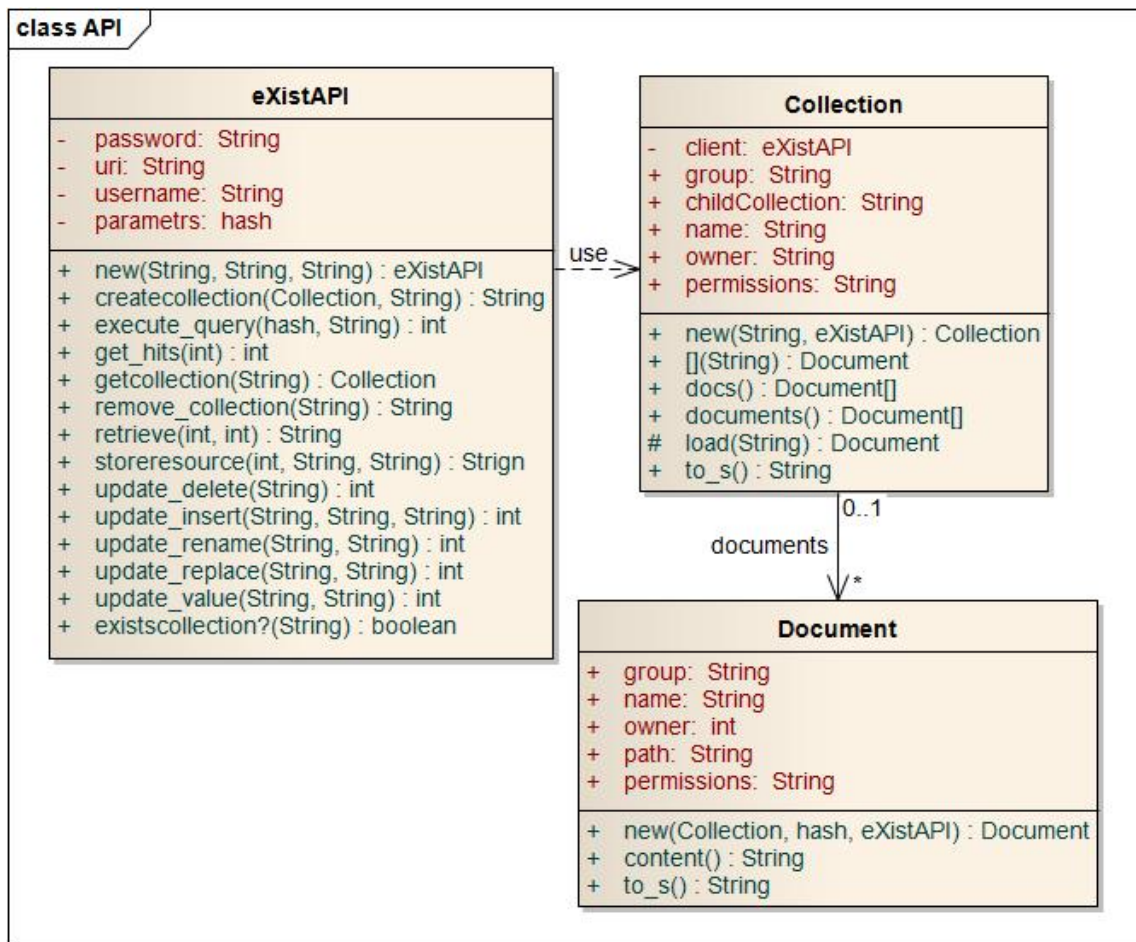 class API
eXistAPI
- password: String
- uri: String
- username: String
- parametrs: hash
+ new(String, String, String) : eXistAPI
+ createcollection(Collection, String) : String
+ execute_query(hash, String) : int
+ get_hits(int) : int
+ getcollection(String) : Collection
+ remove_collection(String) : String
+ retrieve(int, int) : String
+ storeresource(int, String, String) : Strign
+ update_delete(String) : int
+ update_insert(String, String, String) : int
+ update_rename(String, String) : int
+ update_replace(String, String) : int
+ update_value(String, String) : int
+ existscollection?(String) : boolean
use
Collection
- client: eXistAPI
+ group: String
+ childCollection: String
+ name: String
+ owner: String
+ permissions: String
+ new(String, eXistAPI) : Collection
+ [](String) : Document
+ docs() : Document[]
+ documents() : Document[]
# load(String) : Document
+ to_s() : String
0..1
documents
*
Document
+ group: String
+ name: String
+ owner: int
+ path: String
+ permissions: String
+ new(Collection, hash, eXistAPI) : Document
+ content() : String
+ to_s() : String